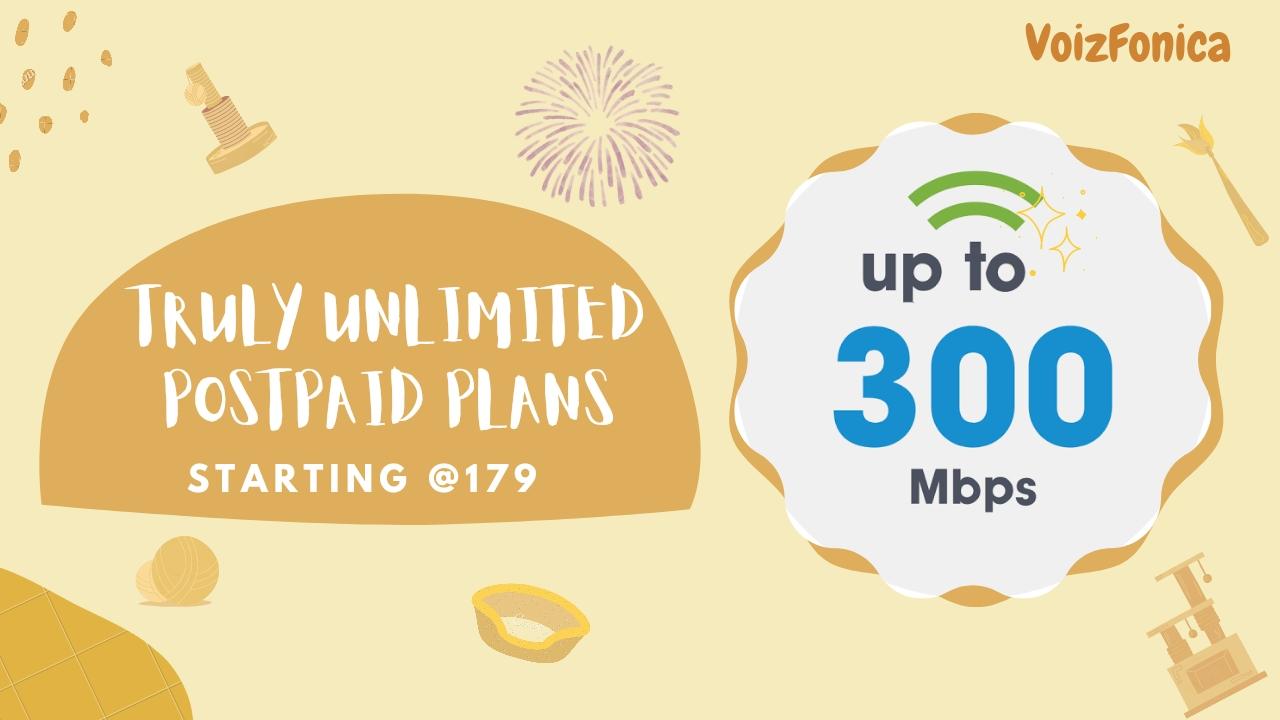 VoizFonica
TRULY UNLIMITED
POSTPAID PLANS
STARTING @179
up to
300
Mbps